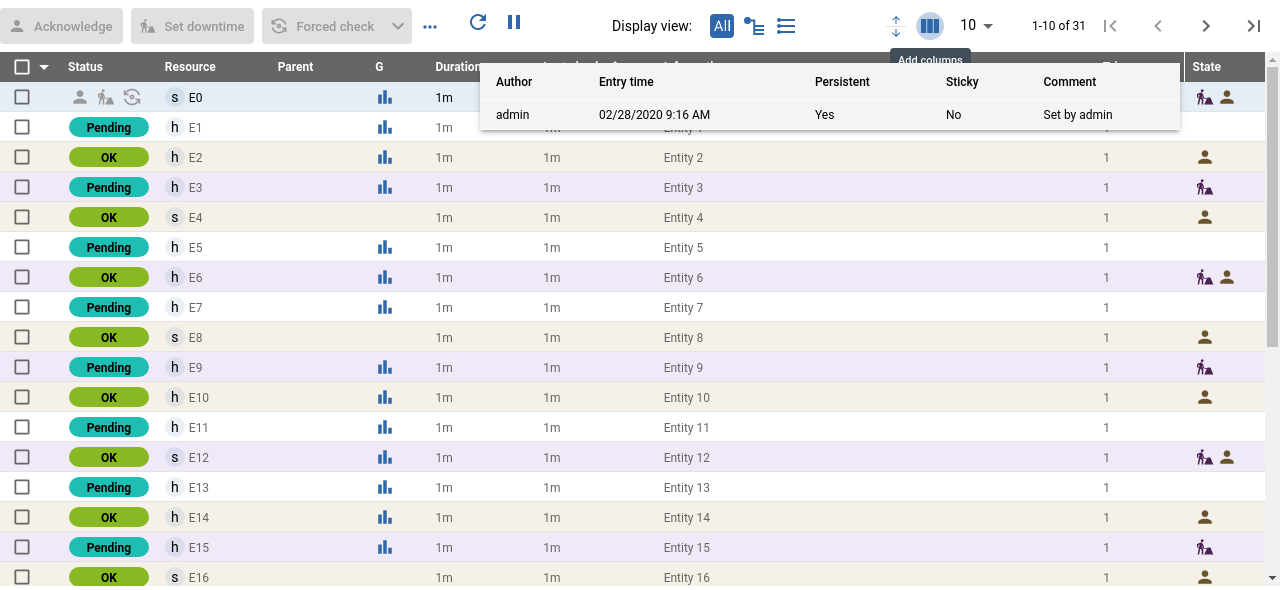 Acknowledge Set downtime Forced check Display view: All 10 1-10 of 31
Add columns
Status Resource Parent G Duration State
Author Entry time Persistent Sticky Comment
s E0 1m
admin 02/28/2020 9:16 AM Yes No Set by admin
Pending h E1 1m
OK h E2 1m 1m Entity 2 1
Pending h E3 1m 1m Entity 3 1
OK s E4 1m 1m Entity 4 1
Pending h E5 1m 1m Entity 5 1
OK h E6 1m 1m Entity 6 1
Pending h E7 1m 1m Entity 7 1
OK s E8 1m 1m Entity 8 1
Pending h E9 1m 1m Entity 9 1
OK h E10 1m 1m Entity 10 1
Pending h E11 1m 1m Entity 11 1
OK s E12 1m 1m Entity 12 1
Pending h E13 1m 1m Entity 13 1
OK h E14 1m 1m Entity 14 1
Pending h E15 1m 1m Entity 15 1
OK s E16 1m 1m Entity 16 1